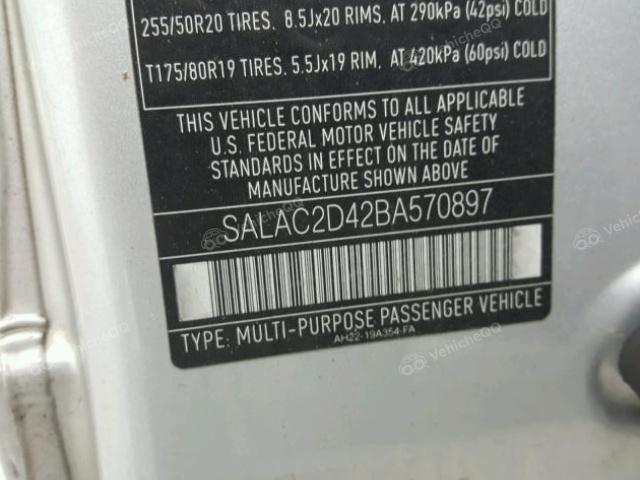 255/50R20 TIRES. 8.5Jx20 RIMS, AT 290kPa (42psi) COLD
T175/80R19 TIRES. 5.5Jx19 RIM, AT 420kPa (60psi) COLD
THIS VEHICLE CONFORMS TO ALL APPLICABLE
U.S. FEDERAL MOTOR VEHICLE SAFETY
STANDARDS IN EFFECT ON THE DATE OF
MANUFACTURE SHOWN ABOVE
SALAC2D42BA570897
TYPE: MULTI-PURPOSE PASSENGER VEHICLE
AH22-19A354-FA
VehicleQQ